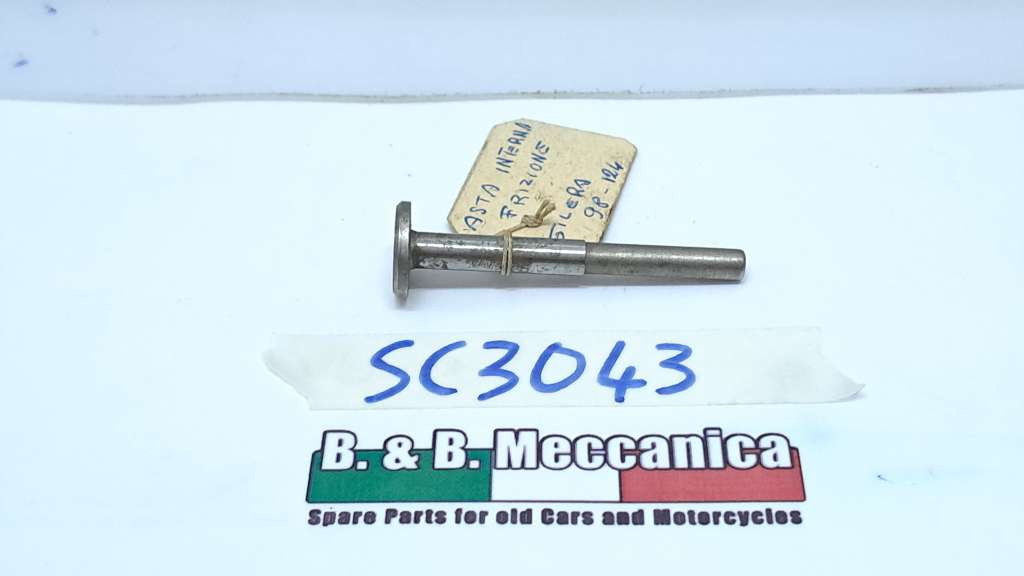 ASTA INTERNA
FRIZIONE
GILERA
98-124
SC3043
B. & B. Meccanica
Spare Parts for old Cars and Motorcycles